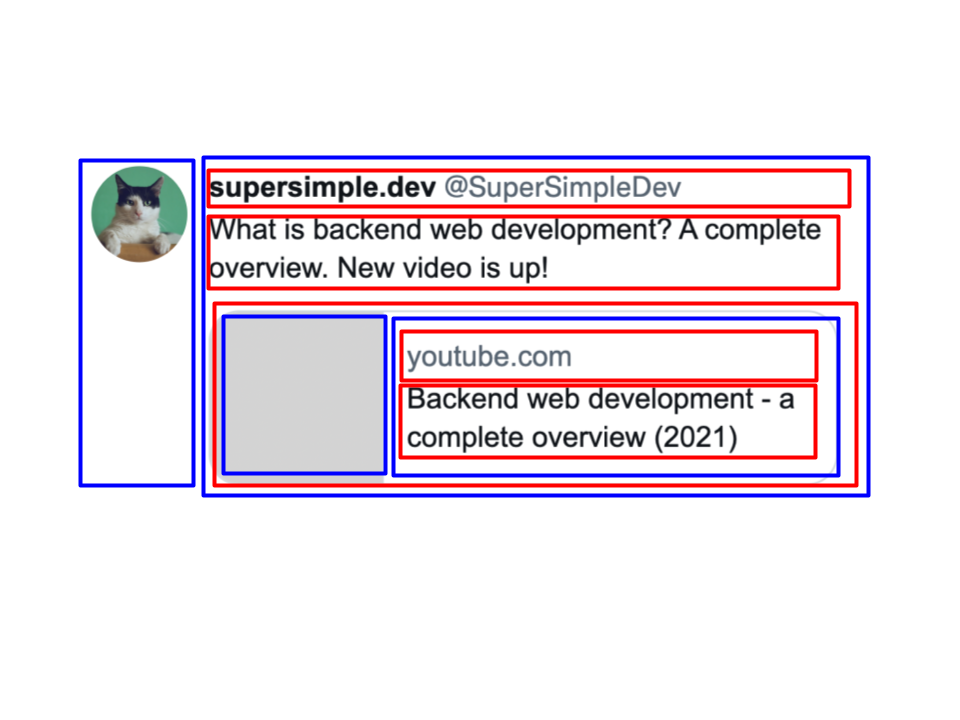 supersimple.dev @SuperSimpleDev
What is backend web development? A complete
overview. New video is up!
youtube.com
Backend web development - a
complete overview (2021)